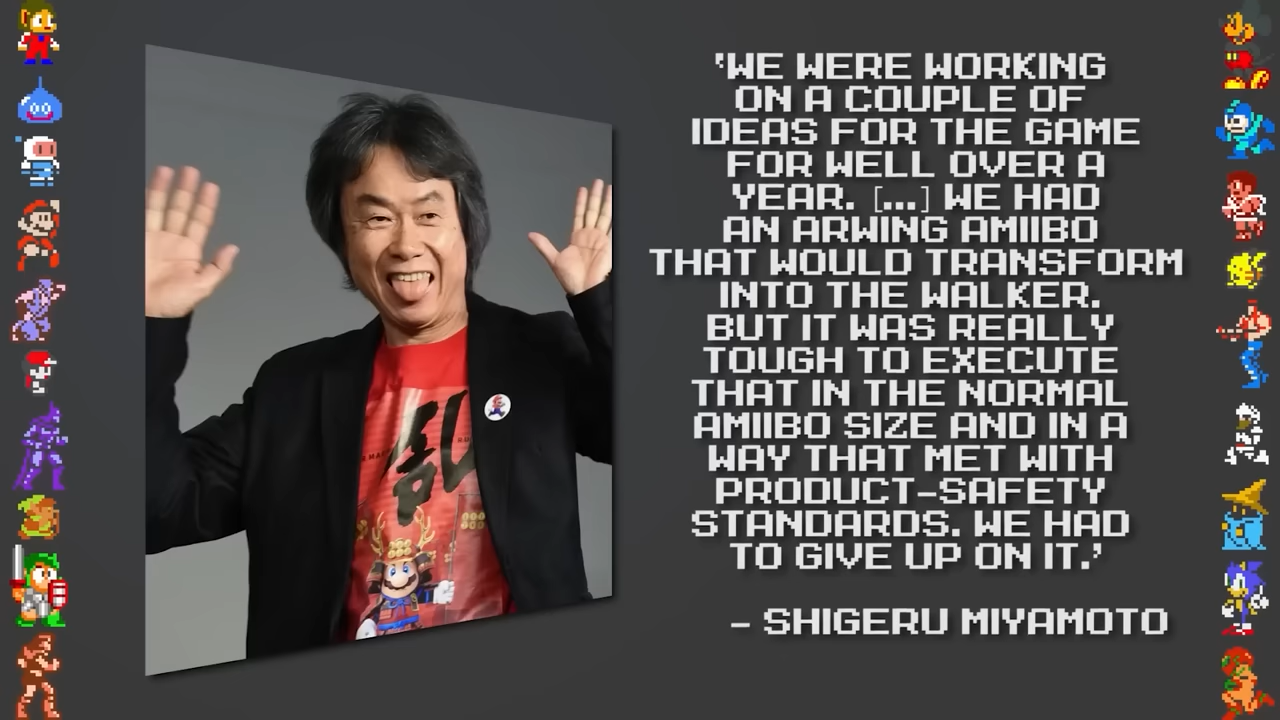 ‘WE WERE WORKING
ON A COUPLE OF
IDEAS FOR THE GAME
FOR WELL OVER A
YEAR. [...] WE HAD
AN ARWING AMIIBO
THAT WOULD TRANSFORM
INTO THE WALKER.
BUT IT WAS REALLY
TOUGH TO EXECUTE
THAT IN THE NORMAL
AMIIBO SIZE AND IN A
WAY THAT MET WITH
PRODUCT-SAFETY
STANDARDS. WE HAD
TO GIVE UP ON IT.’
- SHIGERU MIYAMOTO
乱